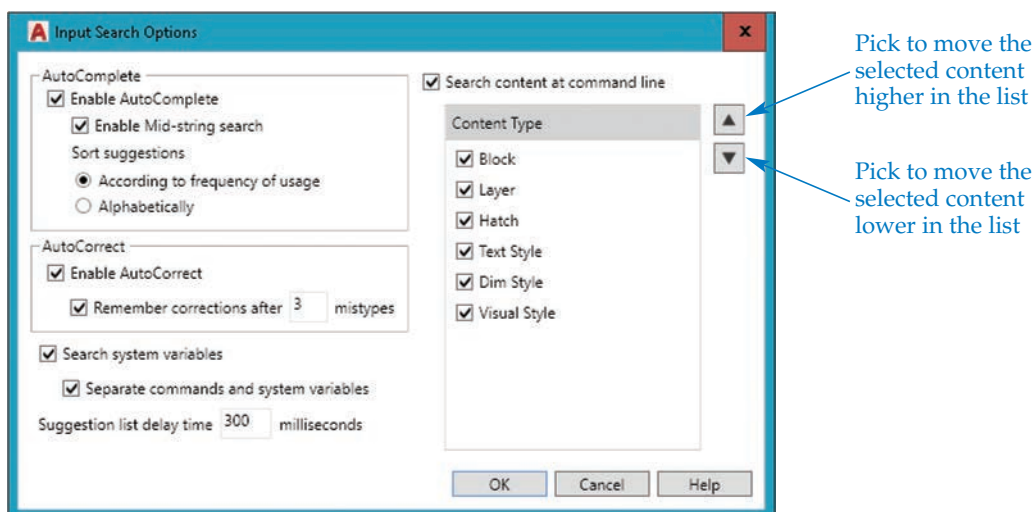 Input Search Options
x
AutoComplete
Enable AutoComplete
Enable Mid-string search
Sort suggestions
According to frequency of usage
Alphabetically
AutoCorrect
Enable AutoCorrect
Remember corrections after 3 mistypes
Search system variables
Separate commands and system variables
Suggestion list delay time 300 milliseconds
Search content at command line
Content Type
Block
Layer
Hatch
Text Style
Dim Style
Visual Style
OK Cancel Help
Pick to move the
selected content
higher in the list
Pick to move the
selected content
lower in the list